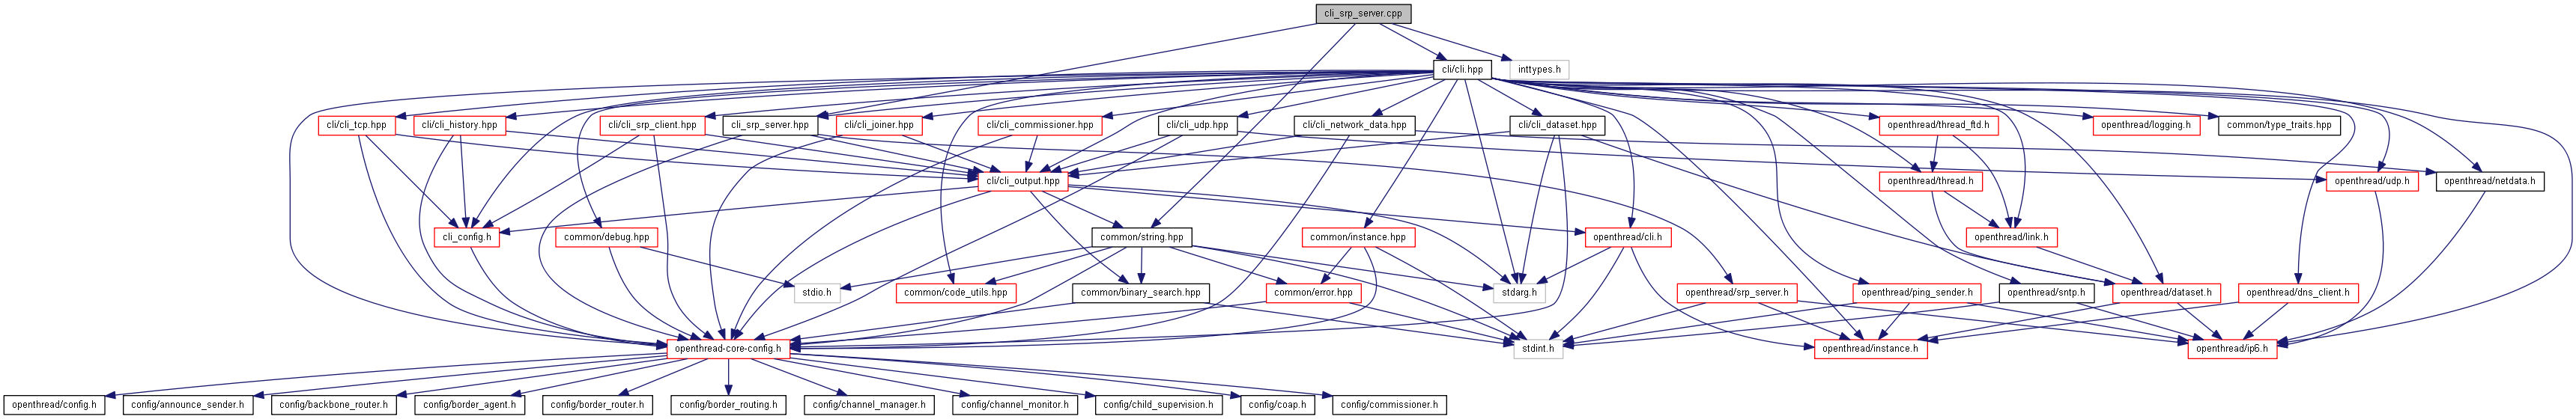 cli_srp_server.cpp
cli/cli.hpp
inttypes.h
cli/cli_tcp.hpp
cli/cli_history.hpp
cli/cli_srp_client.hpp
cli_srp_server.hpp
cli/cli_joiner.hpp
cli/cli_commissioner.hpp
cli/cli_udp.hpp
cli/cli_network_data.hpp
cli/cli_dataset.hpp
openthread/thread_ftd.h
openthread/logging.h
common/type_traits.hpp
cli/cli_output.hpp
openthread/thread.h
openthread/udp.h
openthread/netdata.h
cli_config.h
common/debug.hpp
common/string.hpp
common/instance.hpp
openthread/cli.h
openthread/link.h
stdio.h
common/code_utils.hpp
common/binary_search.hpp
common/error.hpp
stdarg.h
openthread/srp_server.h
openthread/ping_sender.h
openthread/sntp.h
openthread/dataset.h
openthread/dns_client.h
openthread-core-config.h
stdint.h
openthread/instance.h
openthread/ip6.h
openthread/config.h
config/announce_sender.h
config/backbone_router.h
config/border_agent.h
config/border_router.h
config/border_routing.h
config/channel_manager.h
config/channel_monitor.h
config/child_supervision.h
config/coap.h
config/commissioner.h